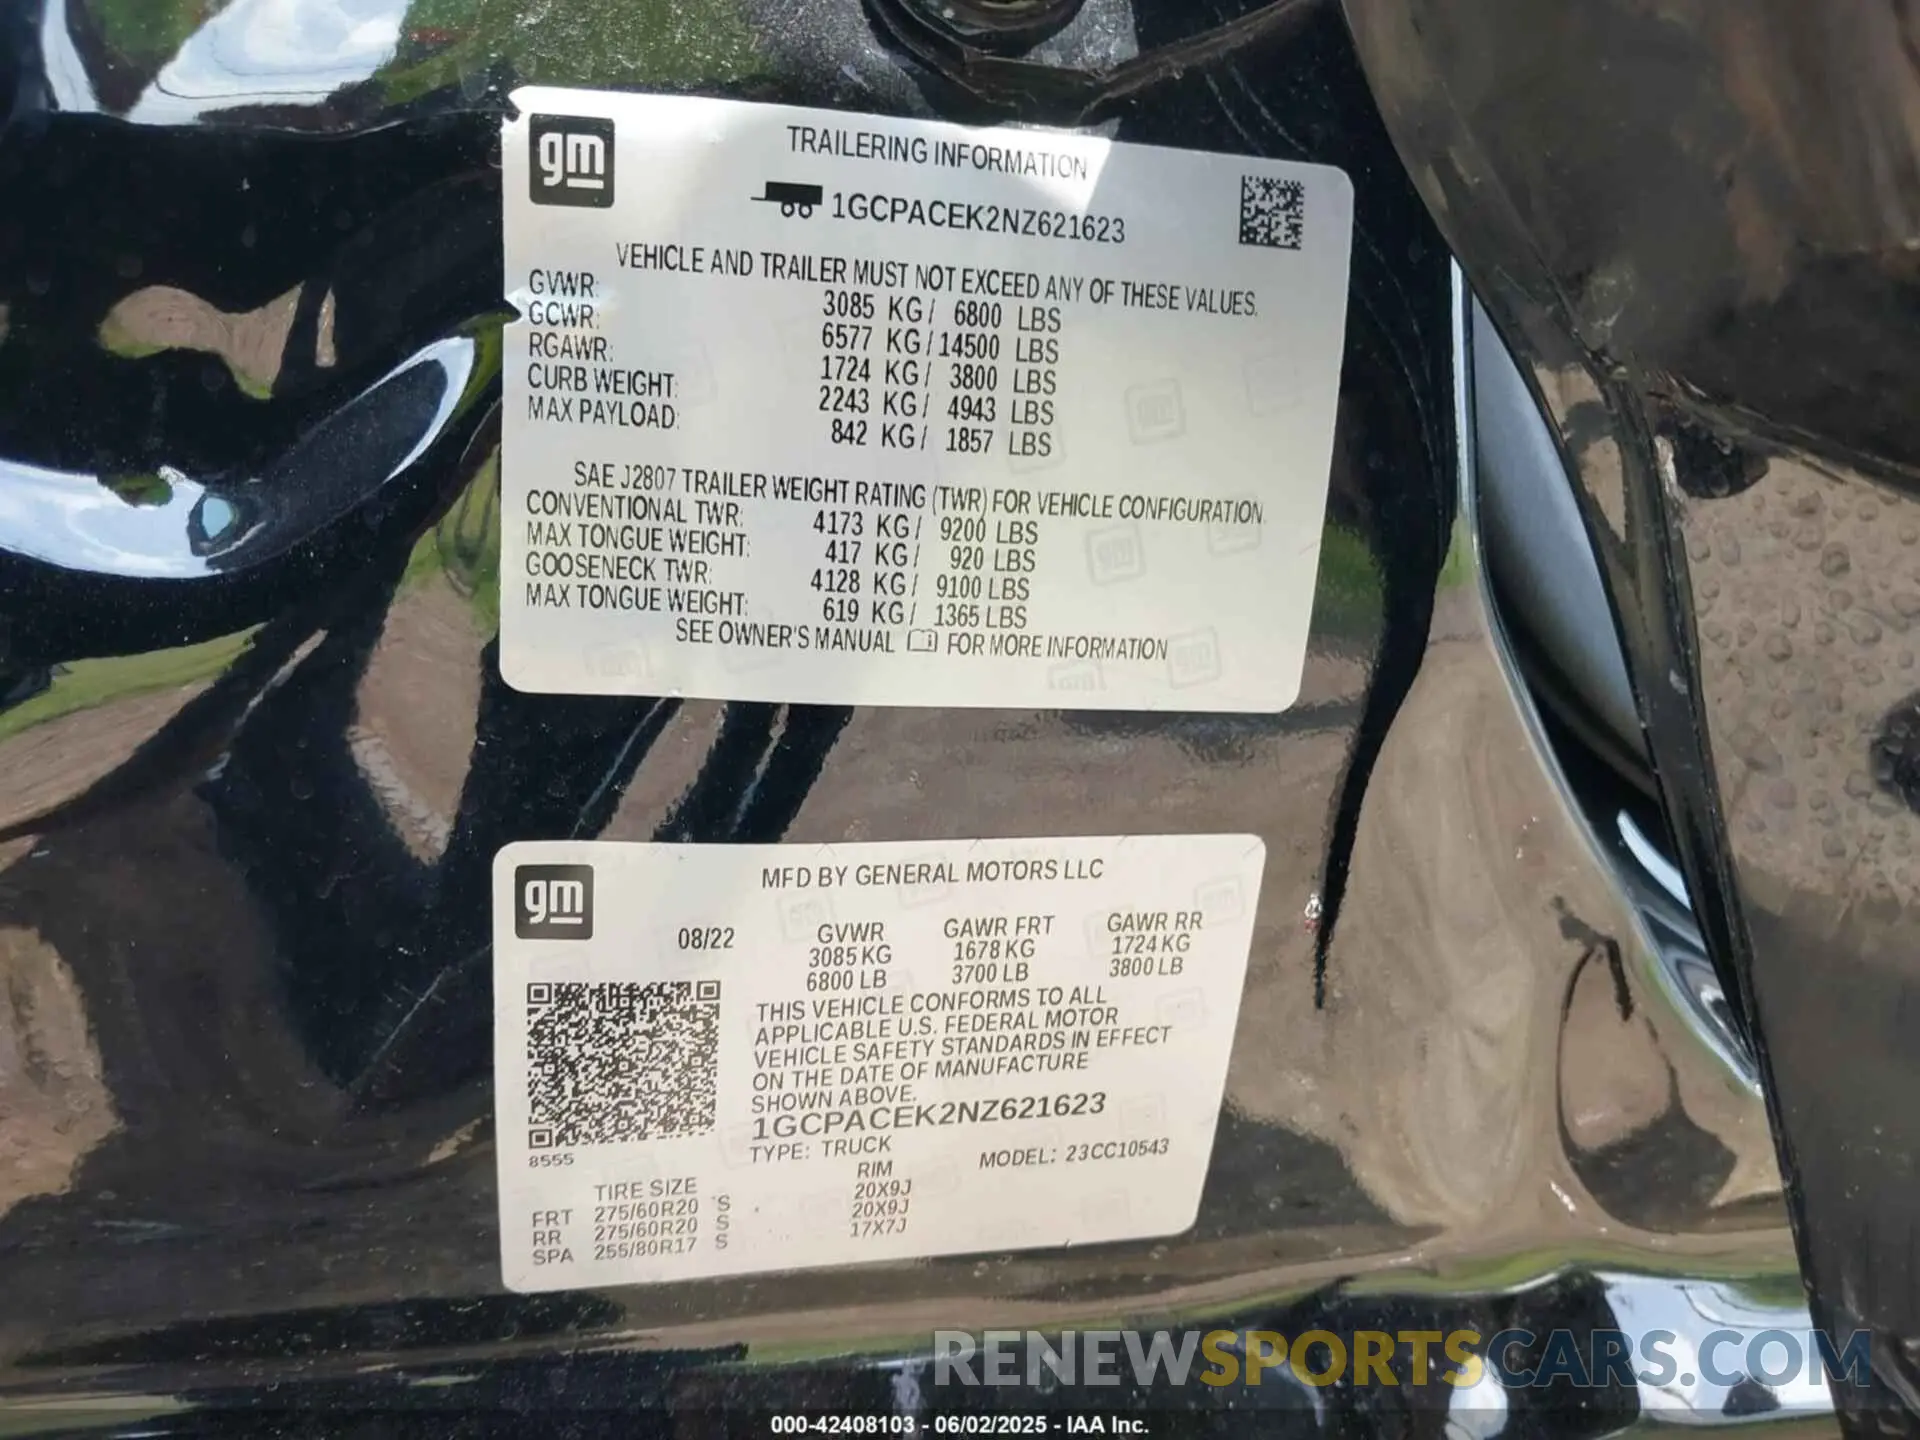 gm
TRAILERING INFORMATION
1GCPACEK2NZ621623
VEHICLE AND TRAILER MUST NOT EXCEED ANY OF THESE VALUES.
GVWR: 3085 KG/ 6800 LBS
GCWR: 6577 KG/14500 LBS
RGAWR: 1724 KG/ 3800 LBS
CURB WEIGHT: 2243 KG/ 4943 LBS
MAX PAYLOAD: 842 KG/ 1857 LBS
SAE J2807 TRAILER WEIGHT RATING (TWR) FOR VEHICLE CONFIGURATION
CONVENTIONAL TWR: 4173 KG/ 9200 LBS
MAX TONGUE WEIGHT: 417 KG/ 920 LBS
GOOSENECK TWR: 4128 KG/ 9100 LBS
MAX TONGUE WEIGHT: 619 KG/ 1365 LBS
SEE OWNER'S MANUAL FOR MORE INFORMATION
gm
MFD BY GENERAL MOTORS LLC
08/22 GVWR GAWR FRT GAWR RR
3085 KG 1678 KG 1724 KG
6800 LB 3700 LB 3800 LB
THIS VEHICLE CONFORMS TO ALL
APPLICABLE U.S. FEDERAL MOTOR
VEHICLE SAFETY STANDARDS IN EFFECT
ON THE DATE OF MANUFACTURE
SHOWN ABOVE.
1GCPACEK2NZ621623
TYPE: TRUCK MODEL: 23CC10543
8555
TIRE SIZE RIM
FRT 275/60R20 S 20X9J
RR 275/60R20 S 20X9J
SPA 255/80R17 S 17X7J
RENEWSPORTSCARS.COM
000-42408103 - 06/02/2025 - IAA Inc.